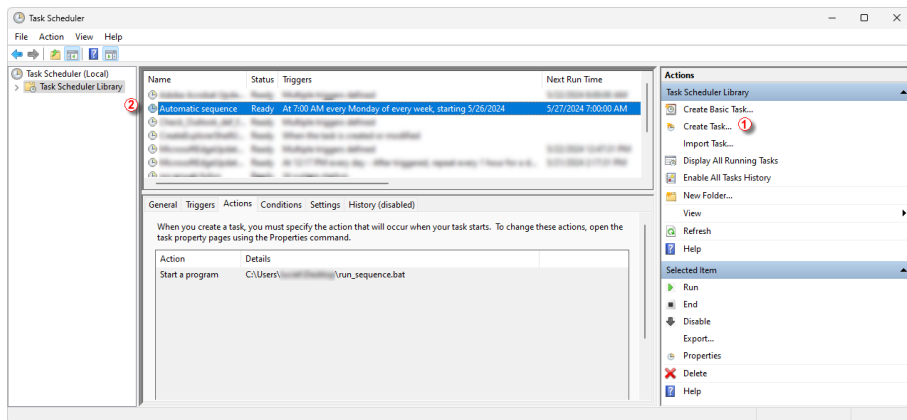 Task Scheduler
File Action View Help
Task Scheduler (Local)
Task Scheduler Library
Name Status Triggers Next Run Time
②
Automatic sequence Ready At 7:00 AM every Monday of every week, starting 5/26/2024 5/27/2024 7:00:00 AM
General Triggers Actions Conditions Settings History (disabled)
When you create a task, you must specify the action that will occur when your task starts. To change these actions, open the
task property pages using the Properties command.
Action Details
Start a program C:\Users\ \run_sequence.bat
Actions
Task Scheduler Library
Create Basic Task...
Create Task... ①
Import Task...
Display All Running Tasks
Enable All Tasks History
New Folder...
View
Refresh
Help
Selected Item
Run
End
Disable
Export...
Properties
Delete
Help